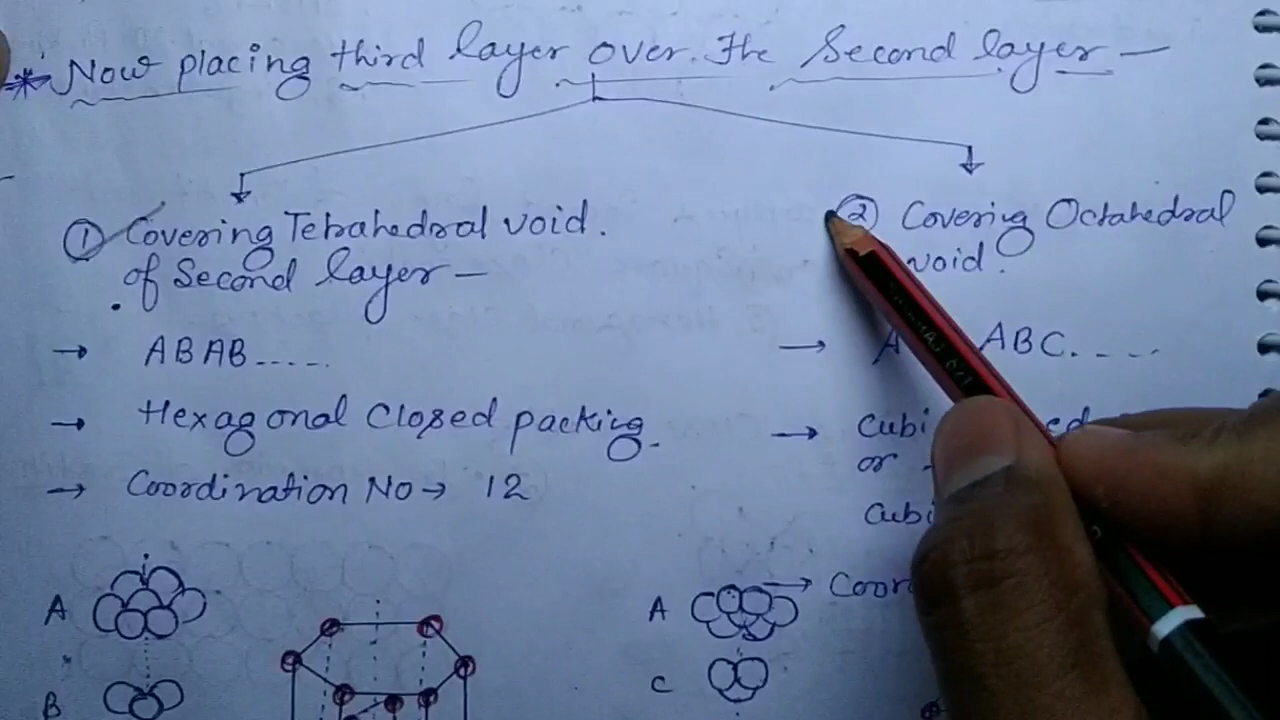 Now placing third layer over the Second layer —
① Covering Tetrahedral void.
of Second layer —
→ ABAB.....
→ Hexagonal Closed packing.
→ Coordination No → 12
② Covering Octahedral
void.
→ A ABC. ...
→ Cubi ed
or
Cubi
→ Coor
A
B
A
C